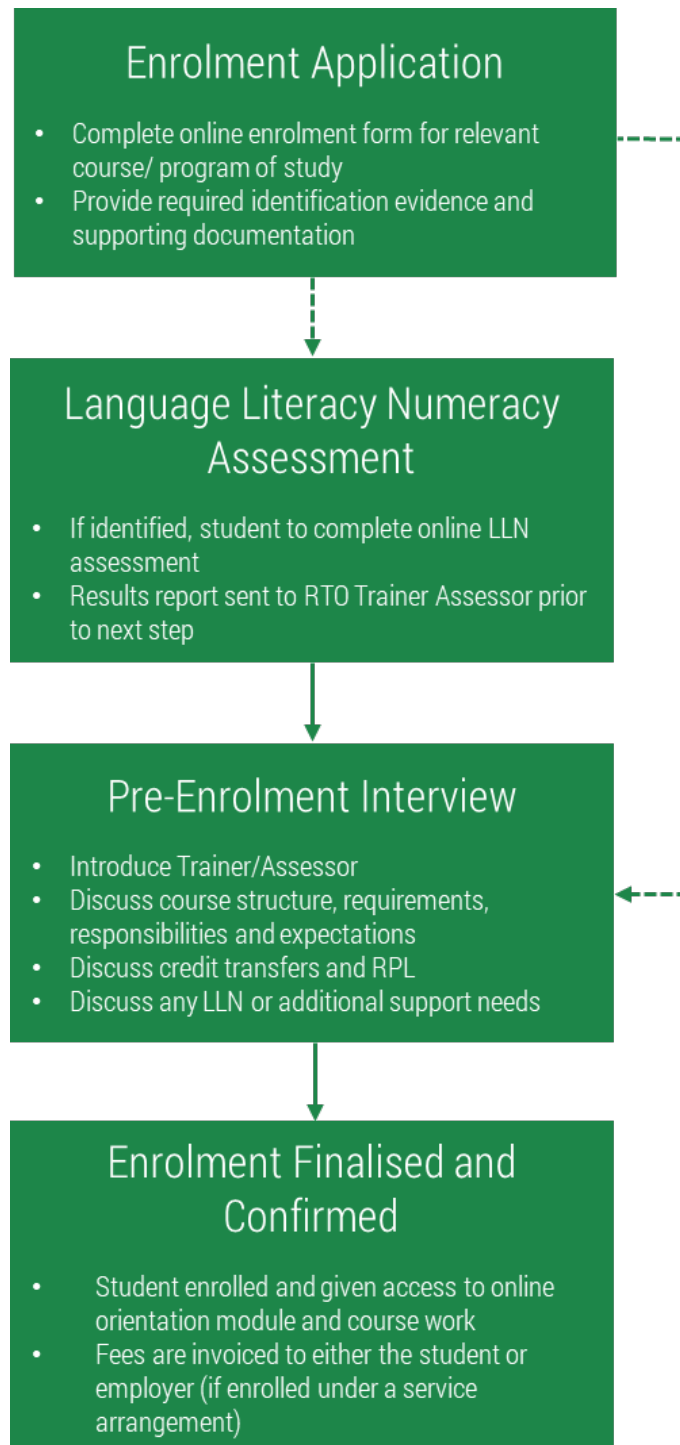 Enrolment Application
• Complete online enrolment form for relevant
course/ program of study
• Provide required identification evidence and
supporting documentation
Language Literacy Numeracy
Assessment
• If identified, student to complete online LLN
assessment
• Results report sent to RTO Trainer Assessor prior
to next step
Pre-Enrolment Interview
• Introduce Trainer/Assessor
• Discuss course structure, requirements,
responsibilities and expectations
• Discuss credit transfers and RPL
• Discuss any LLN or additional support needs
Enrolment Finalised and
Confirmed
• Student enrolled and given access to online
orientation module and course work
• Fees are invoiced to either the student or
employer (if enrolled under a service
arrangement)